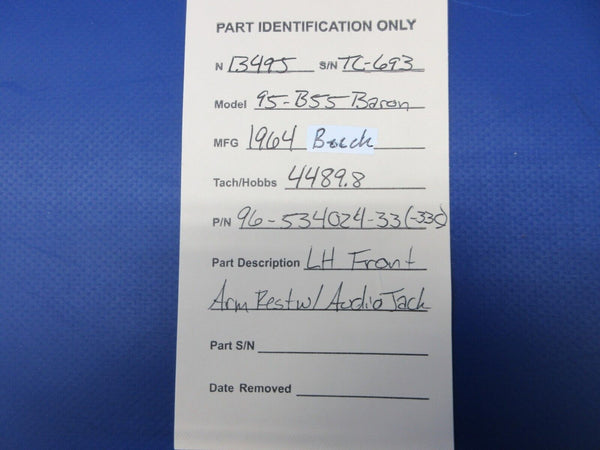 PART IDENTIFICATION ONLY
N 13495 S/N TC-693
Model 95-B55 Baron
MFG 1964 Beech
Tach/Hobbs 4489.8
P/N 96-534024-33(-33C)
Part Description LH Front
Arm Rest w/ Audio Jack
Part S/N
Date Removed